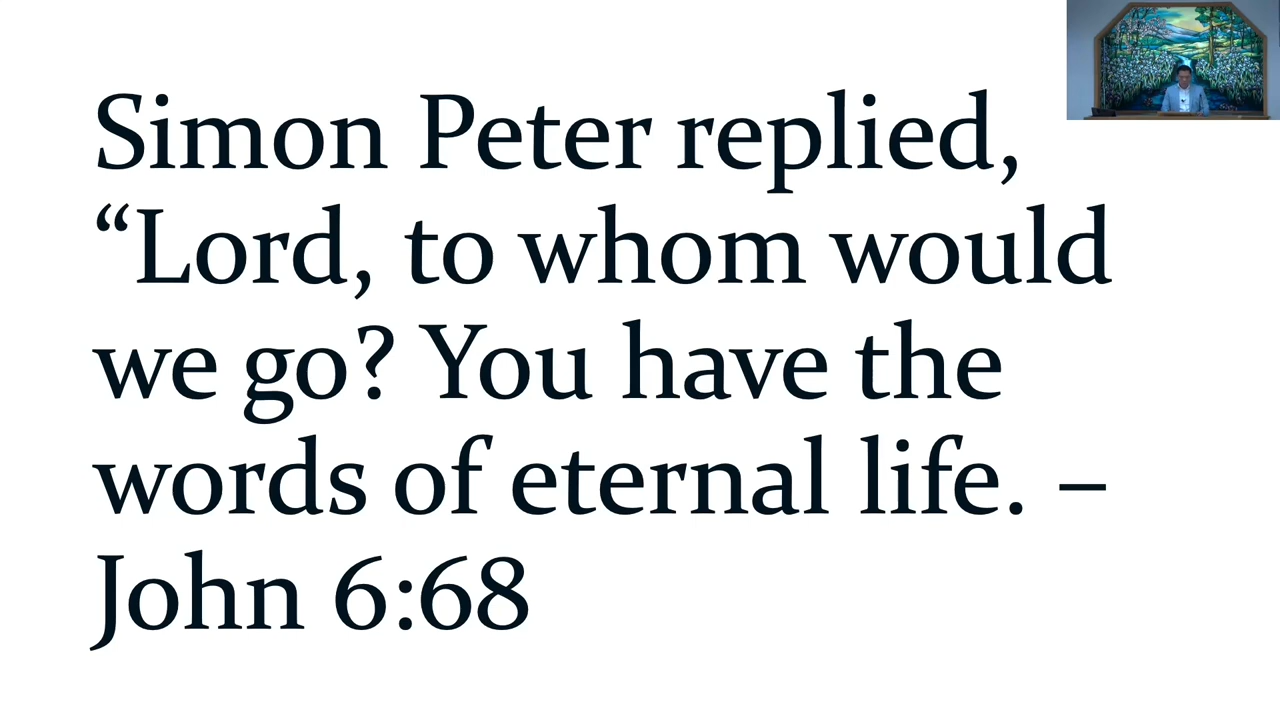 Simon Peter replied,
“Lord, to whom would
we go? You have the
words of eternal life. –
John 6:68